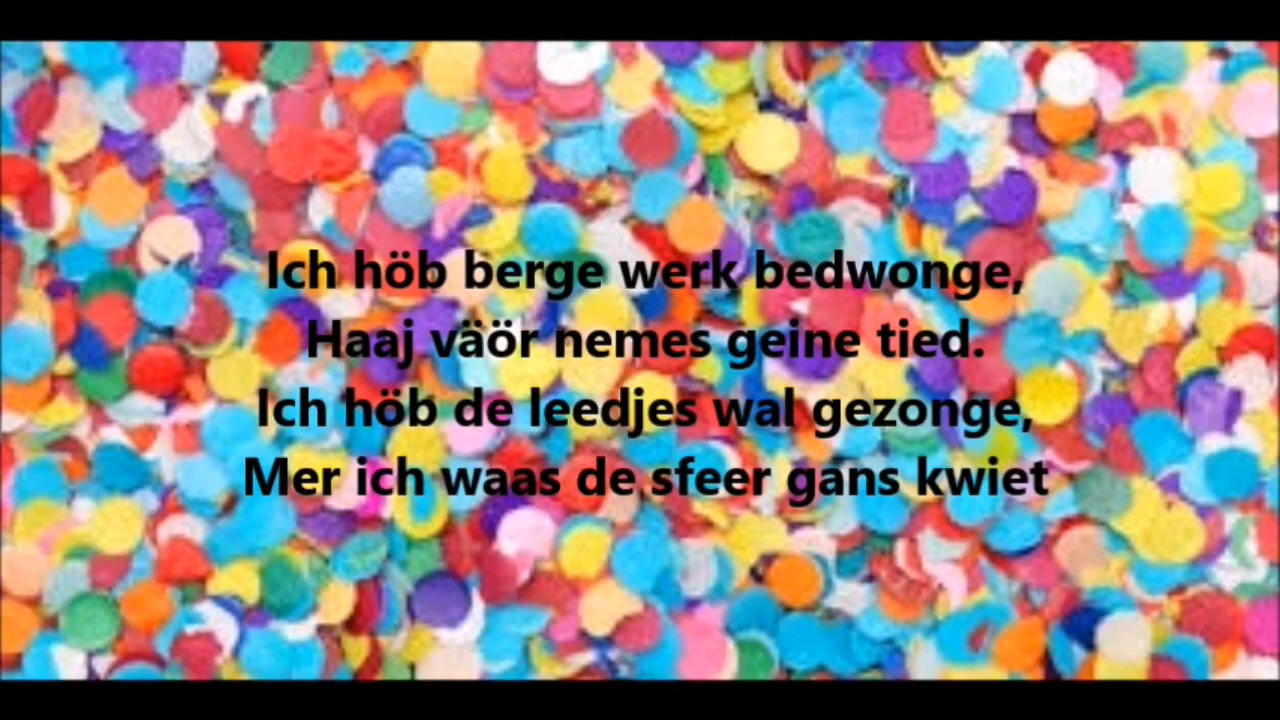 Ich höb berge werk bedwonge,
Haaj väör nemes geine tied.
Ich höb de leedjes wal gezonge,
Mer ich waas de sfeer gans kwiet